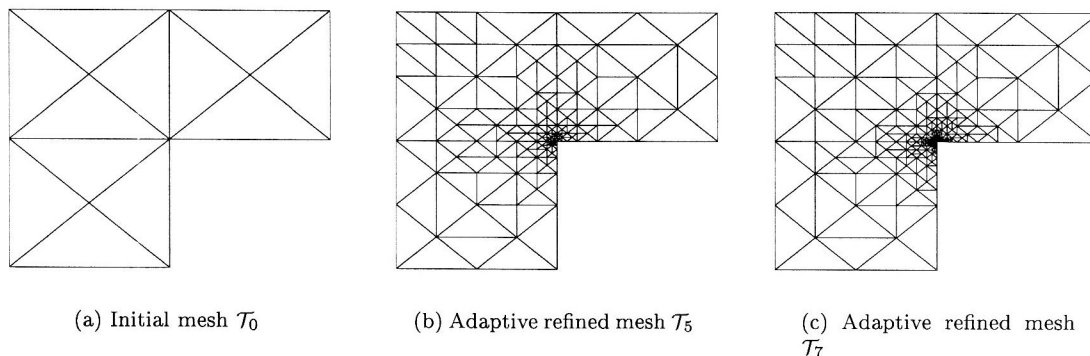 (a) Initial mesh 𝒯₀
(b) Adaptive refined mesh 𝒯₅
(c) Adaptive refined mesh
𝒯₇